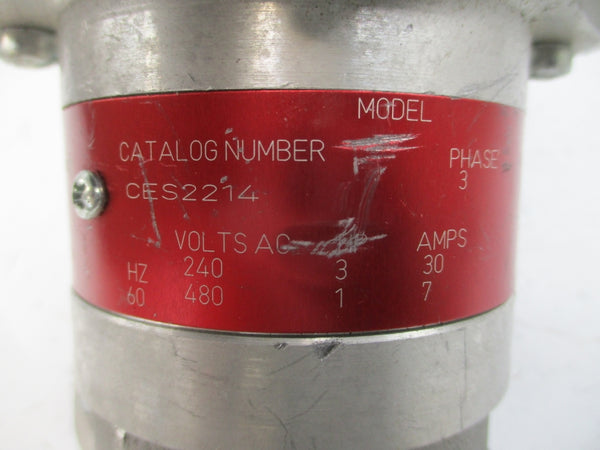 MODEL
CATALOG NUMBER PHASE
CES2214 3
VOLTS AC AMPS
HZ 240 3 30
60 480 1 7